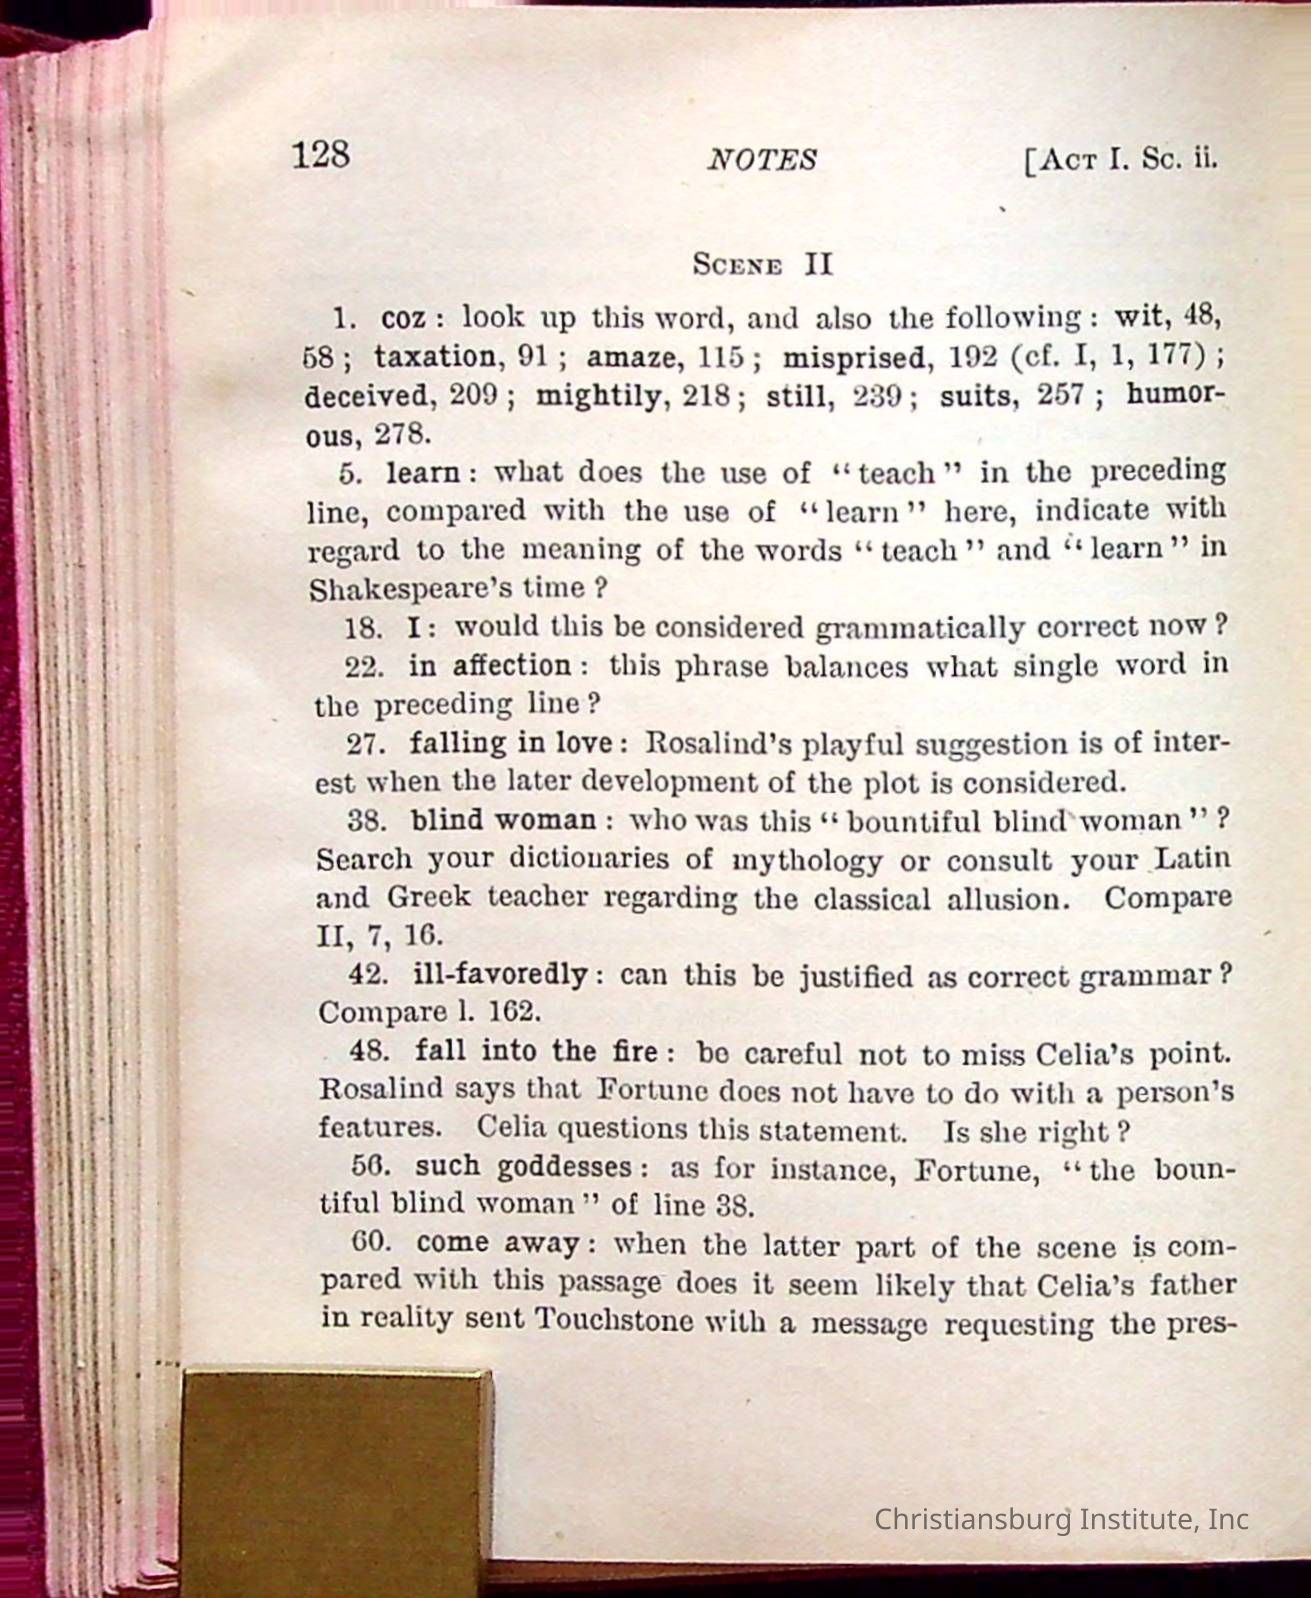 128 NOTES [ACT I. Sc. ii.
SCENE II
1. coz : look up this word, and also the following : wit, 48,
58 ; taxation, 91 ; amaze, 115 ; misprised, 192 (cf. I, 1, 177) ;
deceived, 209 ; mightily, 218 ; still, 239 ; suits, 257 ; humor-
ous, 278.
5. learn : what does the use of “ teach ” in the preceding
line, compared with the use of “ learn ” here, indicate with
regard to the meaning of the words “ teach ” and “ learn ” in
Shakespeare’s time ?
18. I : would this be considered grammatically correct now ?
22. in affection : this phrase balances what single word in
the preceding line ?
27. falling in love : Rosalind’s playful suggestion is of inter-
est when the later development of the plot is considered.
38. blind woman : who was this “ bountiful blind woman ” ?
Search your dictionaries of mythology or consult your Latin
and Greek teacher regarding the classical allusion. Compare
II, 7, 16.
42. ill-favoredly : can this be justified as correct grammar ?
Compare l. 162.
48. fall into the fire : be careful not to miss Celia’s point.
Rosalind says that Fortune does not have to do with a person’s
features. Celia questions this statement. Is she right ?
56. such goddesses : as for instance, Fortune, “ the boun-
tiful blind woman ” of line 38.
60. come away : when the latter part of the scene is com-
pared with this passage does it seem likely that Celia’s father
in reality sent Touchstone with a message requesting the pres-
Christiansburg Institute, Inc